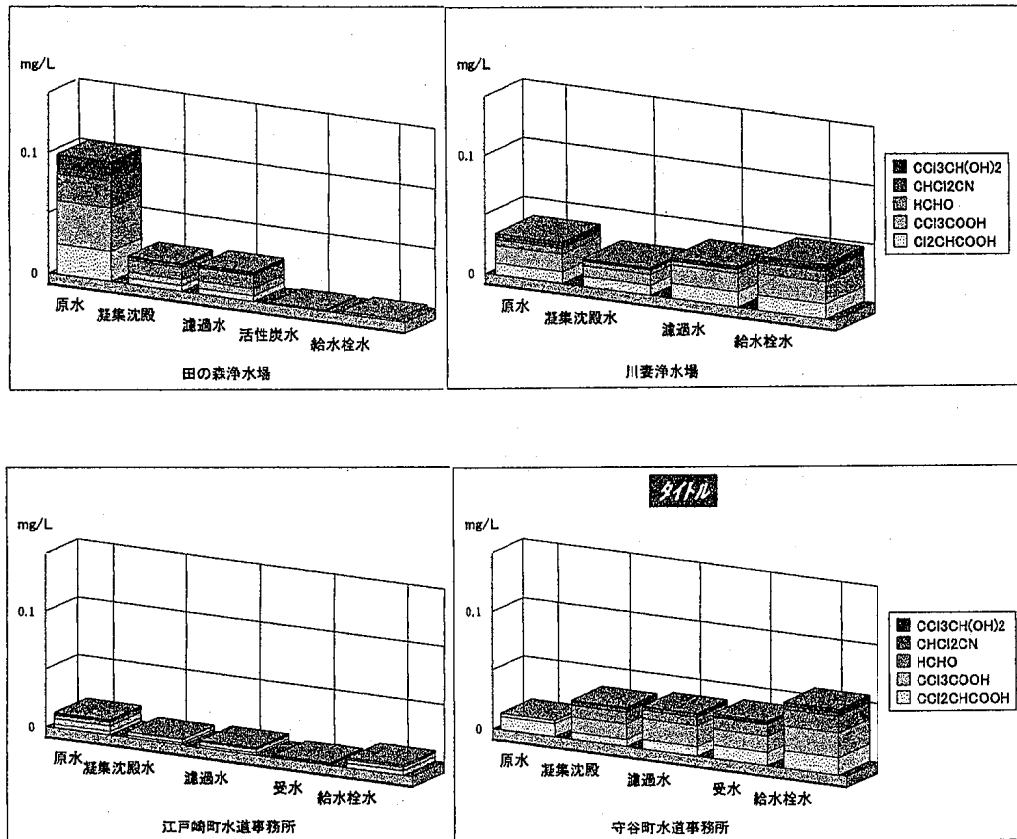 mg/L
0.1
0
原水
凝集沈殿
濾過水
活性炭水
給水栓水
田の森浄水場
mg/L
0.1
0
原水
凝集沈殿水
濾過水
給水栓水
川妻浄水場
CCl3CH(OH)2
CHCl2CN
HCHO
CCl3COOH
Cl2CHCOOH
mg/L
0.1
0
原水
凝集沈殿水
濾過水
受水
給水栓水
江戸崎町水道事務所
タイトル
mg/L
0.1
0
原水
凝集沈殿
濾過水
受水
給水栓水
守谷町水道事務所
CCl3CH(OH)2
CHCl2CN
HCHO
CCl3COOH
CCl2CHCOOH